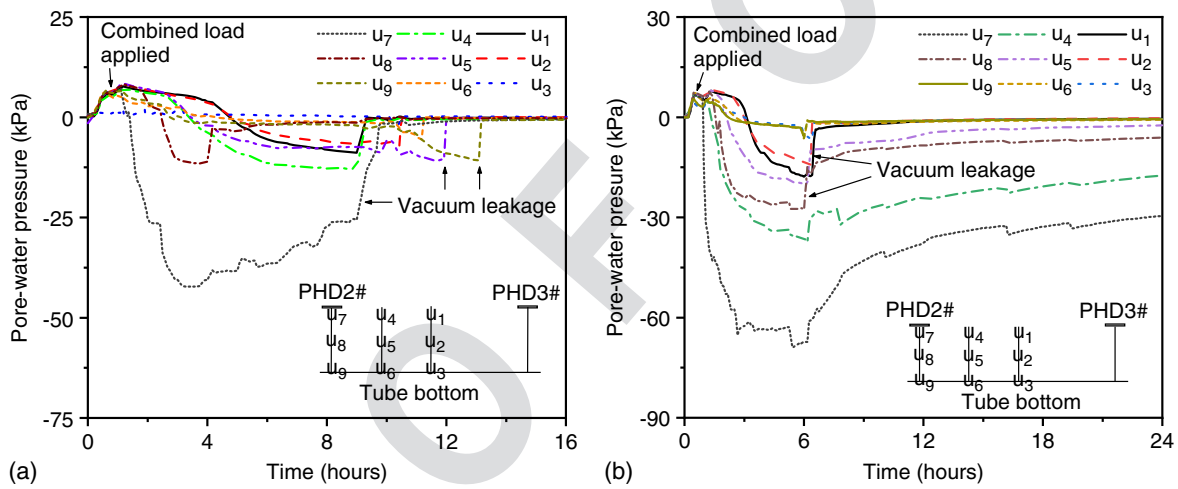 25
0
-25
-50
-75
Pore-water pressure (kPa)
Combined load
applied
u7 u4 u1
u8 u5 u2
u9 u6 u3
Vacuum leakage
PHD2# PHD3#
u7 u4 u1
u8 u5 u2
u9 u6 u3
Tube bottom
0 4 8 12 16
(a) Time (hours)
30
0
-30
-60
-90
Pore-water pressure (kPa)
Combined load
applied
u7 u4 u1
u8 u5 u2
u9 u6 u3
Vacuum leakage
PHD2# PHD3#
u7 u4 u1
u8 u5 u2
u9 u6 u3
Tube bottom
0 6 12 18 24
(b) Time (hours)
O F O